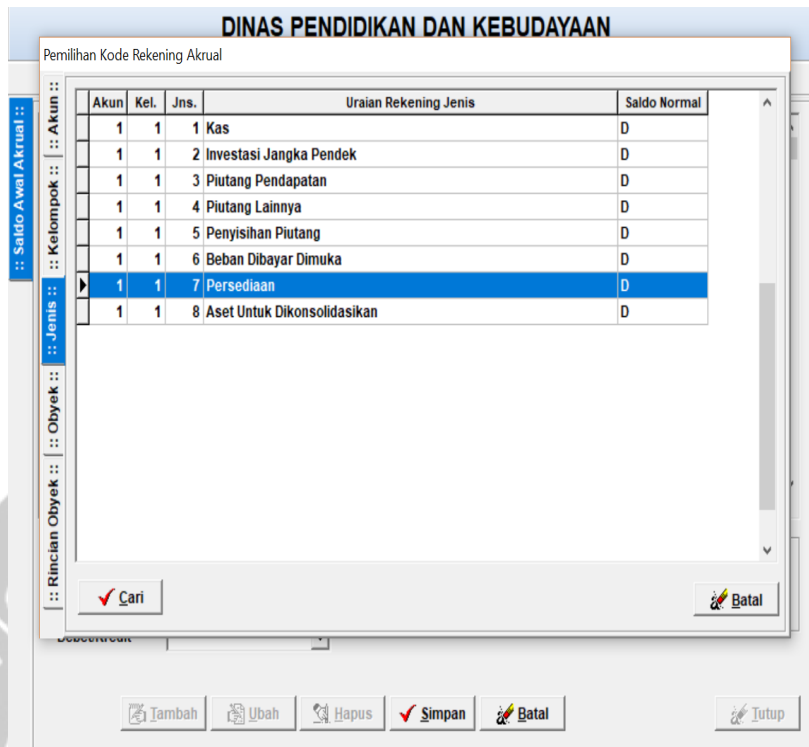 DINAS PENDIDIKAN DAN KEBUDAYAAN
Pemilihan Kode Rekening Akrual
:: Saldo Awal Akrual ::
:: Akun ::
:: Kelompok ::
:: Jenis ::
:: Obyek ::
:: Rincian Obyek ::
Akun Kel. Jns. Uraian Rekening Jenis Saldo Normal
1 1 1 Kas D
1 1 2 Investasi Jangka Pendek D
1 1 3 Piutang Pendapatan D
1 1 4 Piutang Lainnya D
1 1 5 Penyisihan Piutang D
1 1 6 Beban Dibayar Dimuka D
1 1 7 Persediaan D
1 1 8 Aset Untuk Dikonsolidasikan D
Cari Batal
Tambah Ubah Hapus Simpan Batal Tutup